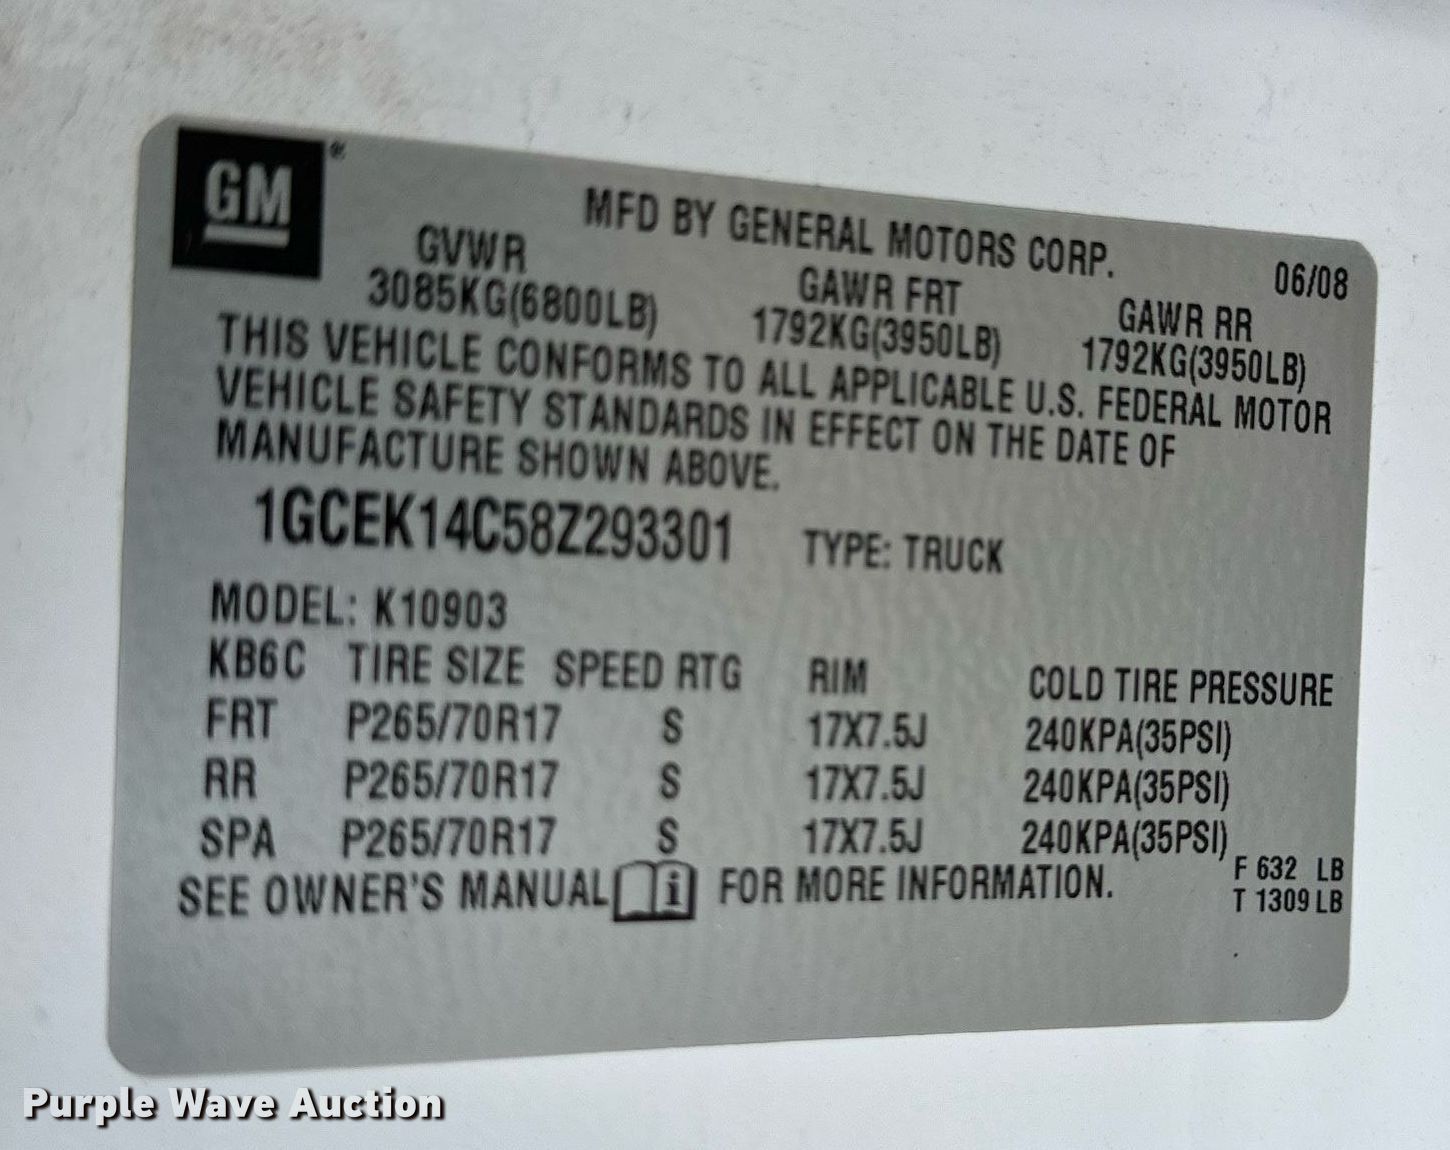 GM®
MFD BY GENERAL MOTORS CORP.
GVWR GAWR FRT GAWR RR 06/08
3085KG(6800LB) 1792KG(3950LB) 1792KG(3950LB)
THIS VEHICLE CONFORMS TO ALL APPLICABLE U.S. FEDERAL MOTOR
VEHICLE SAFETY STANDARDS IN EFFECT ON THE DATE OF
MANUFACTURE SHOWN ABOVE.
1GCEK14C58Z293301 TYPE: TRUCK
MODEL: K10903
KB6C TIRE SIZE SPEED RTG RIM COLD TIRE PRESSURE
FRT P265/70R17 S 17X7.5J 240KPA(35PSI)
RR P265/70R17 S 17X7.5J 240KPA(35PSI)
SPA P265/70R17 S 17X7.5J 240KPA(35PSI)
SEE OWNER'S MANUAL i FOR MORE INFORMATION.
F 632 LB
T 1309 LB
Purple Wave Auction